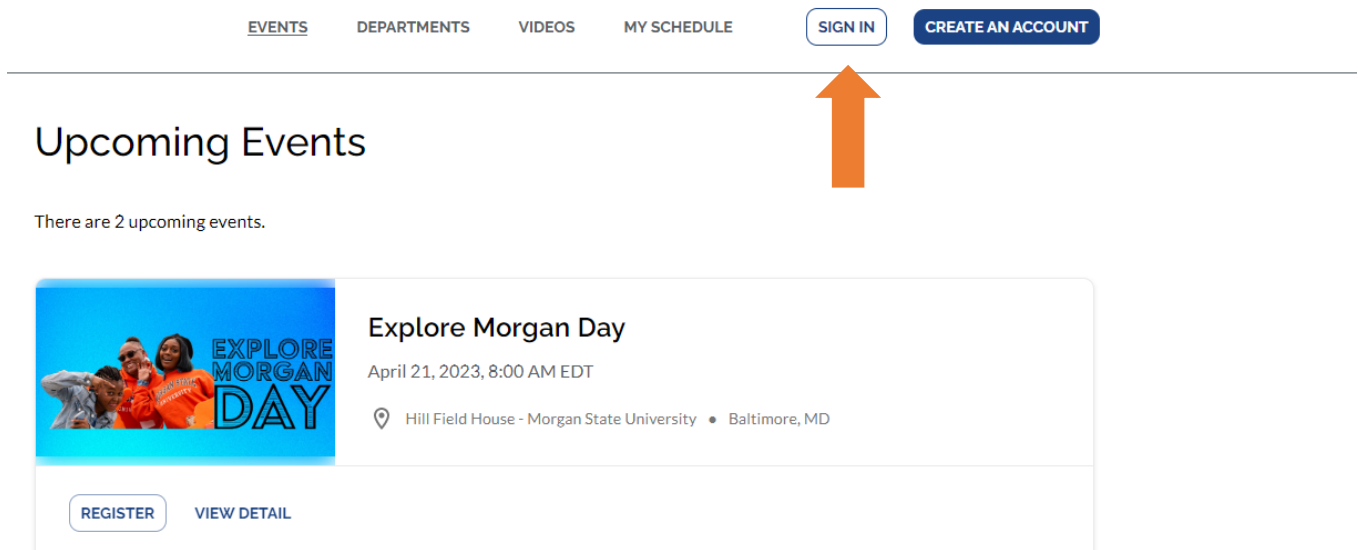 EVENTS DEPARTMENTS VIDEOS MY SCHEDULE SIGN IN CREATE AN ACCOUNT
Upcoming Events
There are 2 upcoming events.
EXPLORE
MORGAN
DAY
Explore Morgan Day
April 21, 2023, 8:00 AM EDT
Hill Field House - Morgan State University ● Baltimore, MD
REGISTER VIEW DETAIL